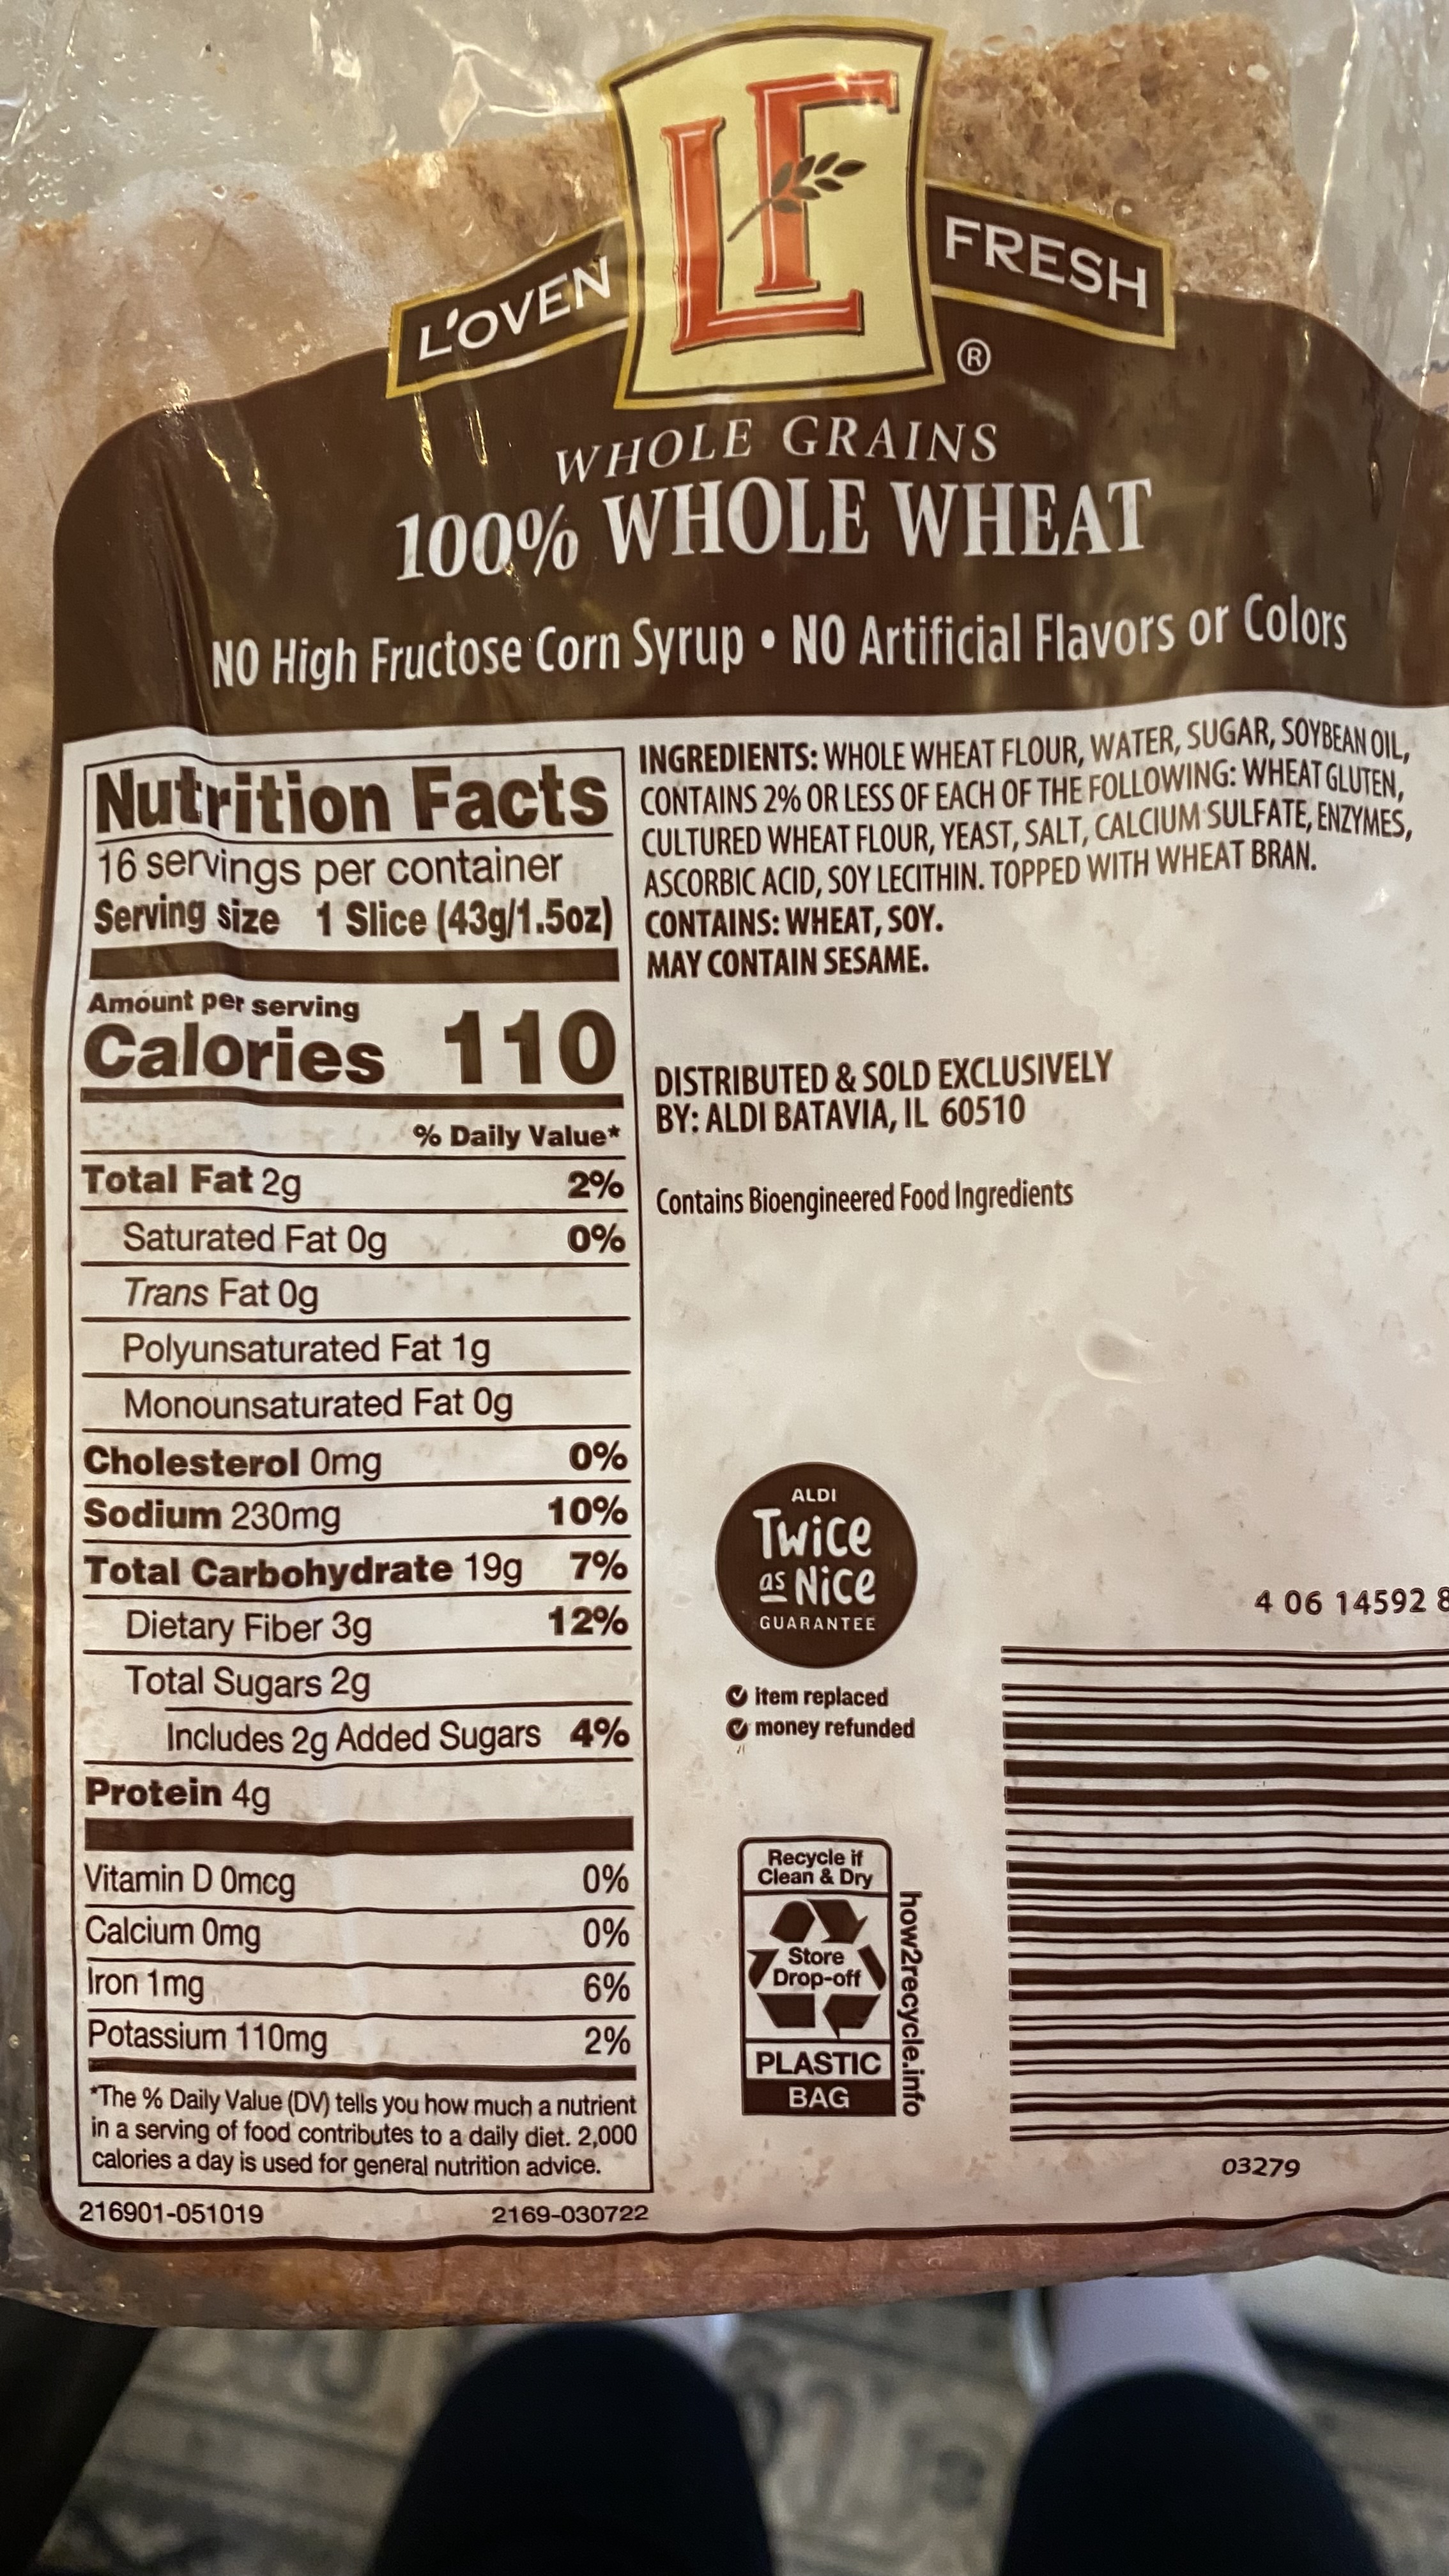 LF
L'OVEN FRESH
®
WHOLE GRAINS
100% WHOLE WHEAT
NO High Fructose Corn Syrup • NO Artificial Flavors or Colors
Nutrition Facts
16 servings per container
Serving size 1 Slice (43g/1.5oz)
Amount per serving
Calories 110
% Daily Value*
Total Fat 2g 2%
Saturated Fat 0g 0%
Trans Fat 0g
Polyunsaturated Fat 1g
Monounsaturated Fat 0g
Cholesterol 0mg 0%
Sodium 230mg 10%
Total Carbohydrate 19g 7%
Dietary Fiber 3g 12%
Total Sugars 2g
Includes 2g Added Sugars 4%
Protein 4g
Vitamin D 0mcg 0%
Calcium 0mg 0%
Iron 1mg 6%
Potassium 110mg 2%
*The % Daily Value (DV) tells you how much a nutrient
in a serving of food contributes to a daily diet. 2,000
calories a day is used for general nutrition advice.
216901-051019 2169-030722
INGREDIENTS: WHOLE WHEAT FLOUR, WATER, SUGAR, SOYBEAN OIL,
CONTAINS 2% OR LESS OF EACH OF THE FOLLOWING: WHEAT GLUTEN,
CULTURED WHEAT FLOUR, YEAST, SALT, CALCIUM SULFATE, ENZYMES,
ASCORBIC ACID, SOY LECITHIN. TOPPED WITH WHEAT BRAN.
CONTAINS: WHEAT, SOY.
MAY CONTAIN SESAME.
DISTRIBUTED & SOLD EXCLUSIVELY
BY: ALDI BATAVIA, IL 60510
Contains Bioengineered Food Ingredients
ALDI
Twice
as Nice
GUARANTEE
item replaced
money refunded
Recycle if
Clean & Dry
Store
Drop-off
PLASTIC
BAG
how2recycle.info
4 06 14592 8
03279